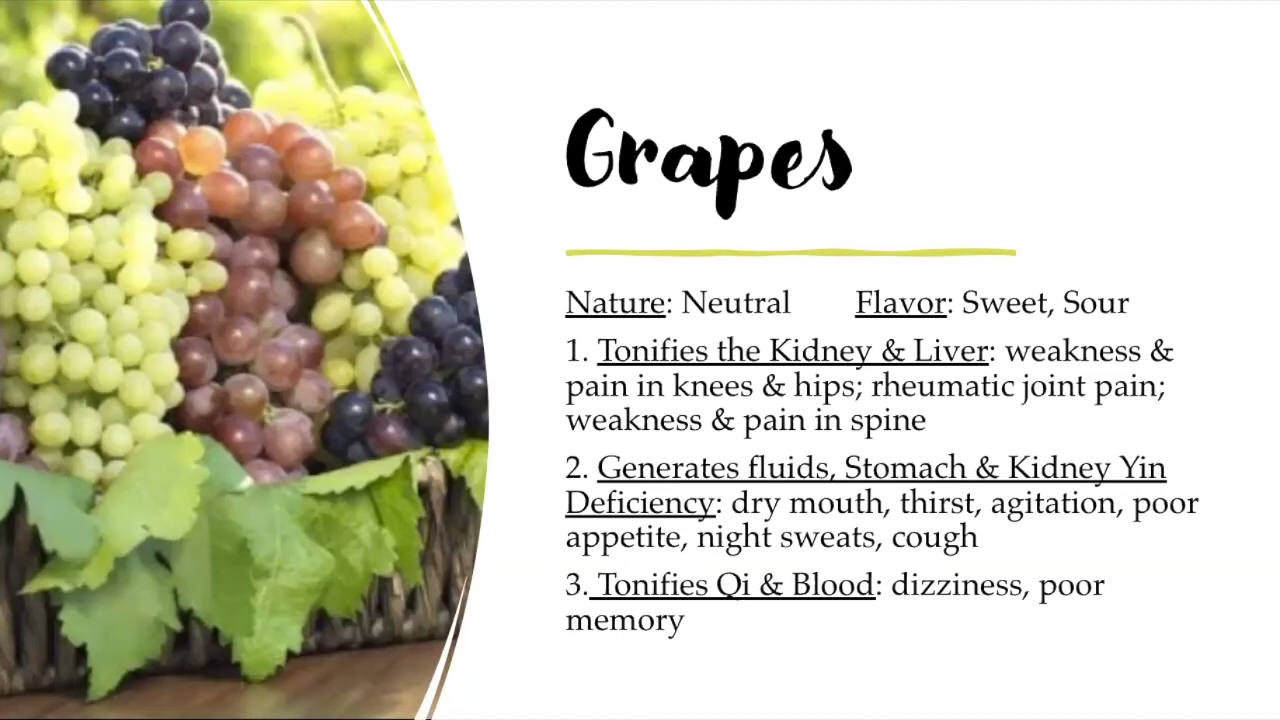 Grapes
Nature: Neutral Flavor: Sweet, Sour
1. Tonifies the Kidney & Liver: weakness &
pain in knees & hips; rheumatic joint pain;
weakness & pain in spine
2. Generates fluids, Stomach & Kidney Yin
Deficiency: dry mouth, thirst, agitation, poor
appetite, night sweats, cough
3. Tonifies Qi & Blood: dizziness, poor
memory